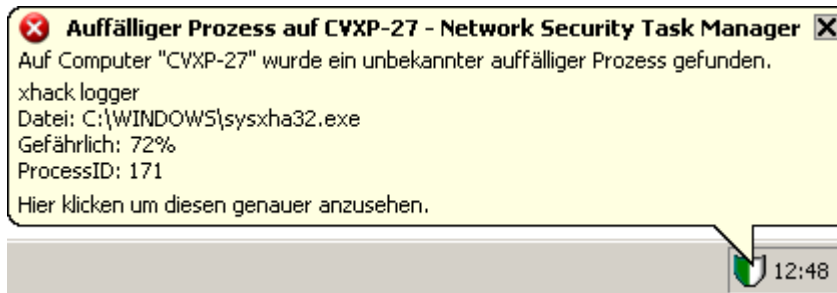 Auffälliger Prozess auf CVXP-27 - Network Security Task Manager
Auf Computer "CVXP-27" wurde ein unbekannter auffälliger Prozess gefunden.
xhack logger
Datei: C:\WINDOWS\sysxha32.exe
Gefährlich: 72%
ProcessID: 171
Hier klicken um diesen genauer anzusehen.
12:48